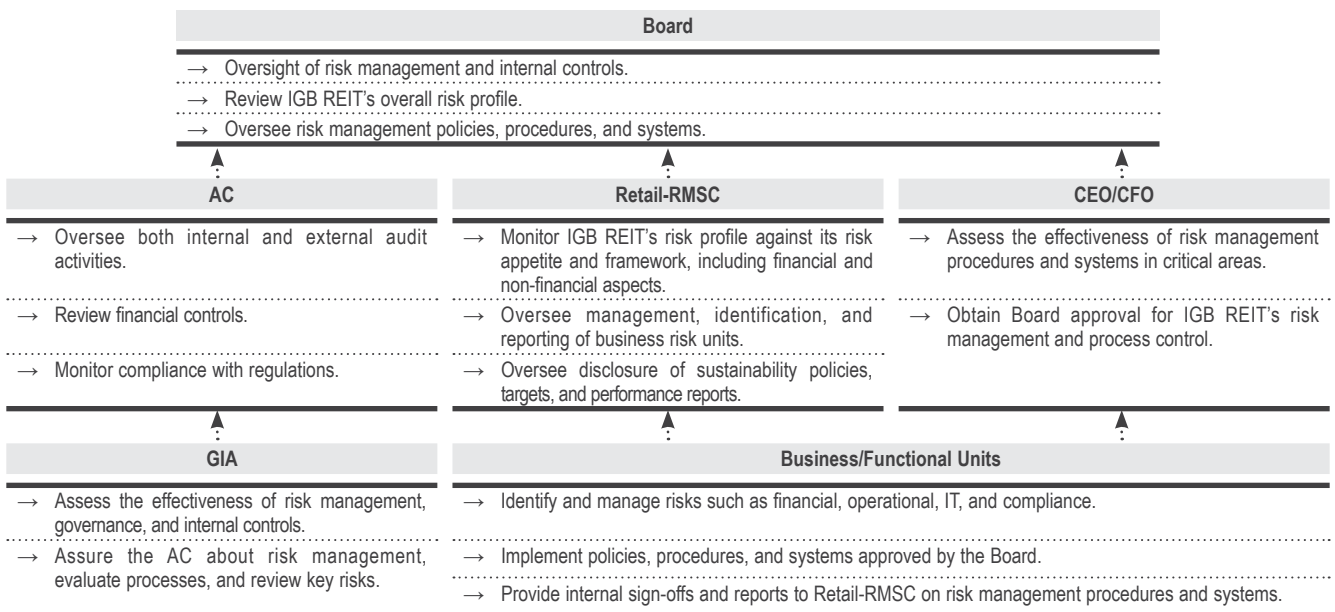 Board
→ Oversight of risk management and internal controls.
→ Review IGB REIT's overall risk profile.
→ Oversee risk management policies, procedures, and systems.
AC
→ Oversee both internal and external audit
activities.
→ Review financial controls.
→ Monitor compliance with regulations.
Retail-RMSC
→ Monitor IGB REIT's risk profile against its risk
appetite and framework, including financial and
non-financial aspects.
→ Oversee management, identification, and
reporting of business risk units.
→ Oversee disclosure of sustainability policies,
targets, and performance reports.
CEO/CFO
→ Assess the effectiveness of risk management
procedures and systems in critical areas.
→ Obtain Board approval for IGB REIT's risk
management and process control.
GIA
→ Assess the effectiveness of risk management,
governance, and internal controls.
→ Assure the AC about risk management,
evaluate processes, and review key risks.
Business/Functional Units
→ Identify and manage risks such as financial, operational, IT, and compliance.
→ Implement policies, procedures, and systems approved by the Board.
→ Provide internal sign-offs and reports to Retail-RMSC on risk management procedures and systems.